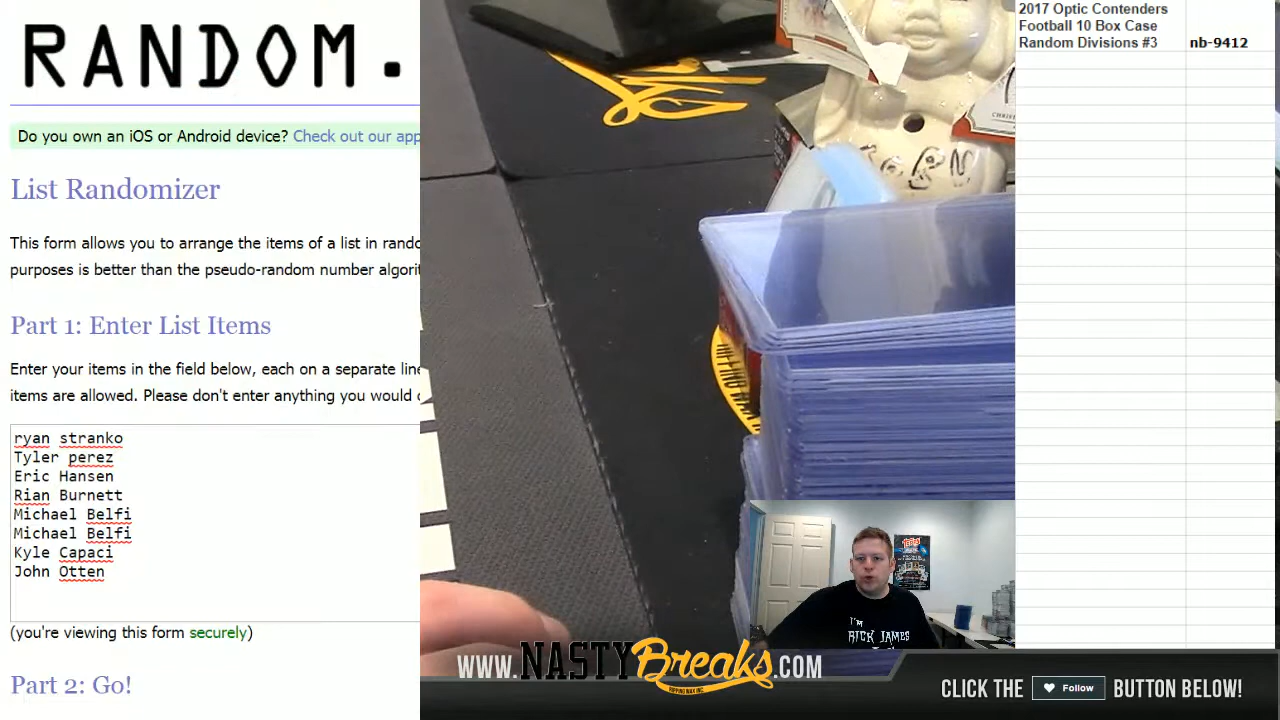 RANDOM.
Do you own an iOS or Android device? Check out our app
List Randomizer
This form allows you to arrange the items of a list in rando
purposes is better than the pseudo-random number algorit
Part 1: Enter List Items
Enter your items in the field below, each on a separate line
items are allowed. Please don't enter anything you would
ryan stranko
Tyler perez
Eric Hansen
Rian Burnett
Michael Belfi
Michael Belfi
Kyle Capaci
John Otten
(you're viewing this form securely)
Part 2: Go!
2017 Optic Contenders
Football 10 Box Case
Random Divisions #3 nb-9412
I'M
RICK JAMES
WWW.NASTYBreaks.COM
RIPPING WAX INC.
CLICK THE Follow BUTTON BELOW!